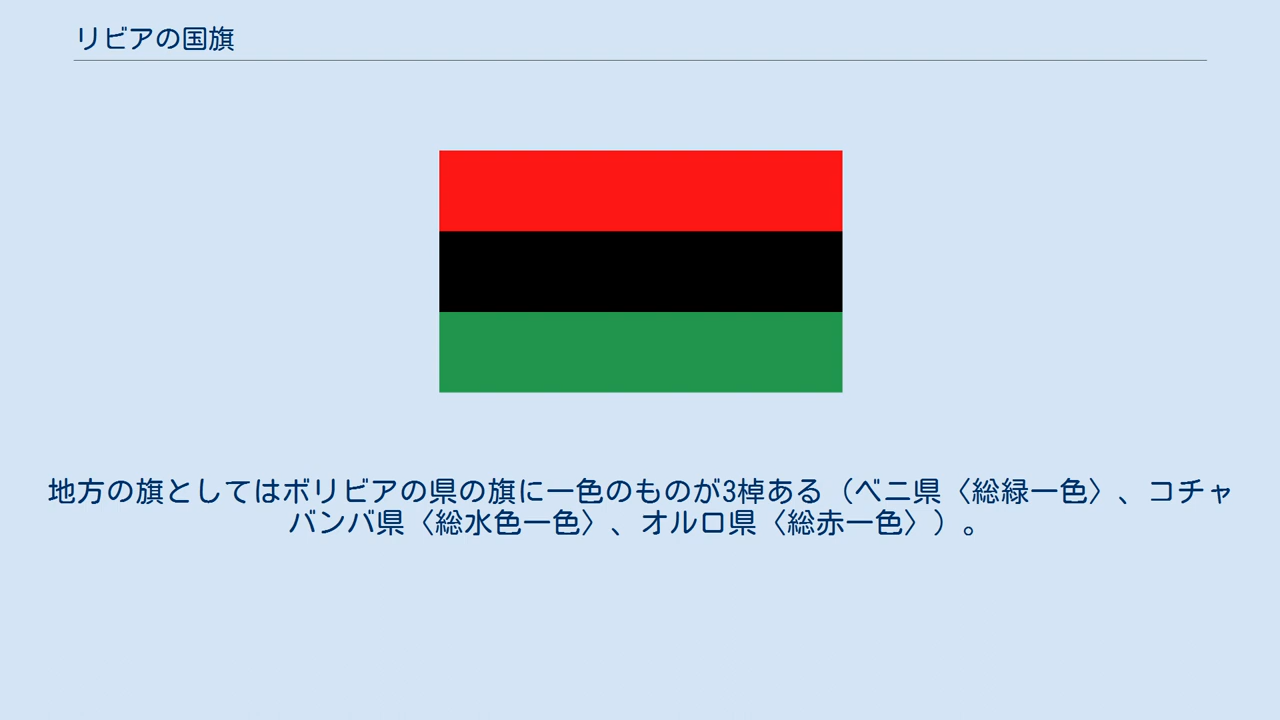 リビアの国旗
地方の旗としてはボリビアの県の旗に一色のものが3棹ある（ベニ県〈総緑一色〉、コチャ
バンバ県〈総水色一色〉、オルロ県〈総赤一色〉）。